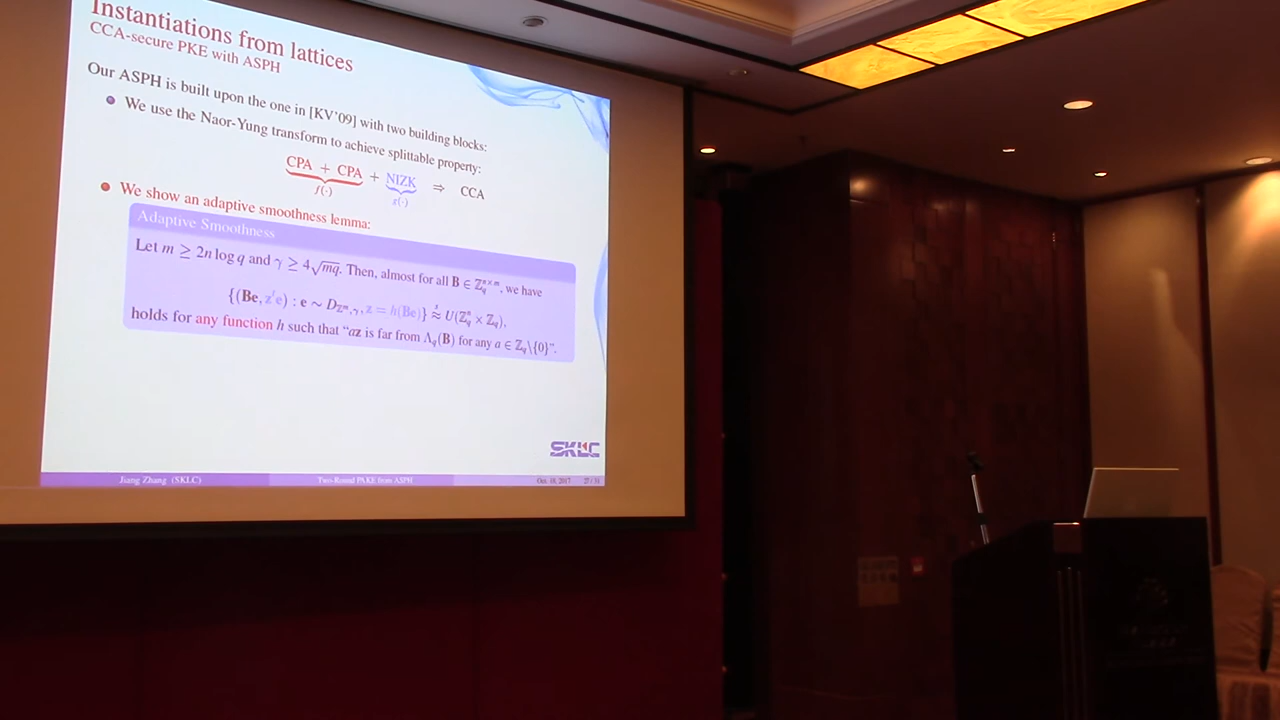 Instantiations from lattices
CCA-secure PKE with ASPH
Our ASPH is built upon the one in [KV'09] with two building blocks:
We use the Naor-Yung transform to achieve splittable property:
CPA + CPA + NIZK ⇒ CCA
f(·) g(·)
We show an adaptive smoothness lemma:
Adaptive Smoothness
Let m ≥ 2n log q and γ ≥ 4√mq. Then, almost for all B ∈ ℤ_q^{n×m}, we have
{(Be, z^t e) : e ∼ D_{ℤ^m,γ}, z = h(Be)} ≈^s U(ℤ_q^n × ℤ_q),
holds for any function h such that “az is far from Λ_q(B) for any a ∈ ℤ_q\{0}”.
SKLC
Jiang Zhang (SKLC) Two-Round PAKE from ASPH Oct. 18, 2017 27 / 31